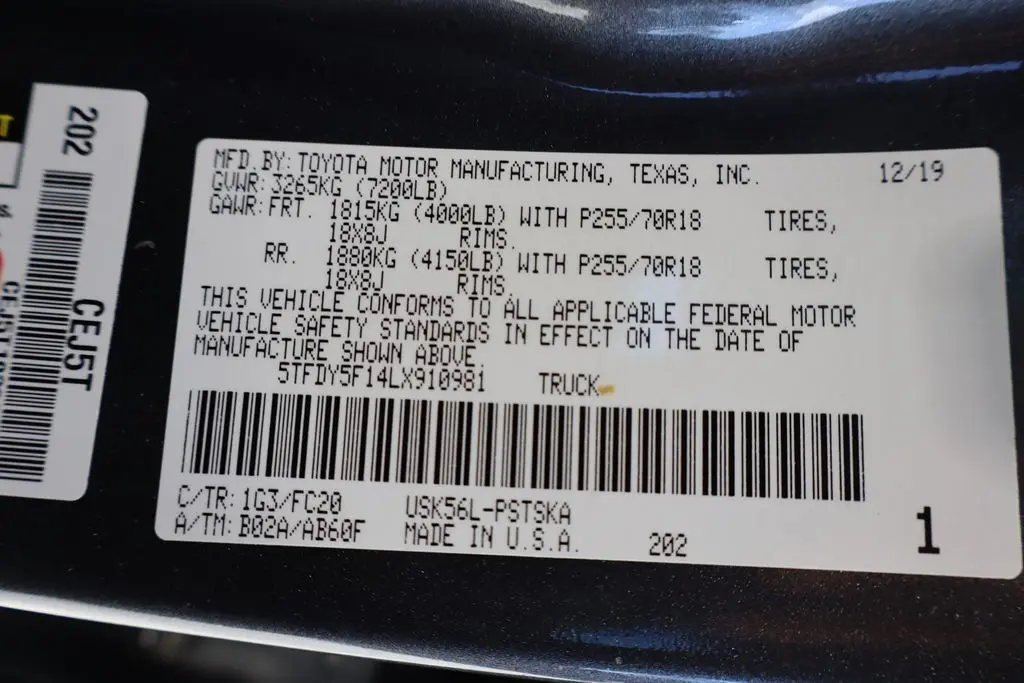 MFD. BY: TOYOTA MOTOR MANUFACTURING, TEXAS, INC. 12/19
GVWR: 3265KG (7200LB)
GAWR: FRT. 1815KG (4000LB) WITH P255/70R18 TIRES,
18X8J RIMS.
RR. 1880KG (4150LB) WITH P255/70R18 TIRES,
18X8J RIMS
THIS VEHICLE CONFORMS TO ALL APPLICABLE FEDERAL MOTOR
VEHICLE SAFETY STANDARDS IN EFFECT ON THE DATE OF
MANUFACTURE SHOWN ABOVE.
5TFDY5F14LX910981 TRUCK
C/TR: 1G3/FC20 USK56L-PSTSKA
A/TM: B02A/AB60F MADE IN U.S.A. 202 1
202
CEJ5T